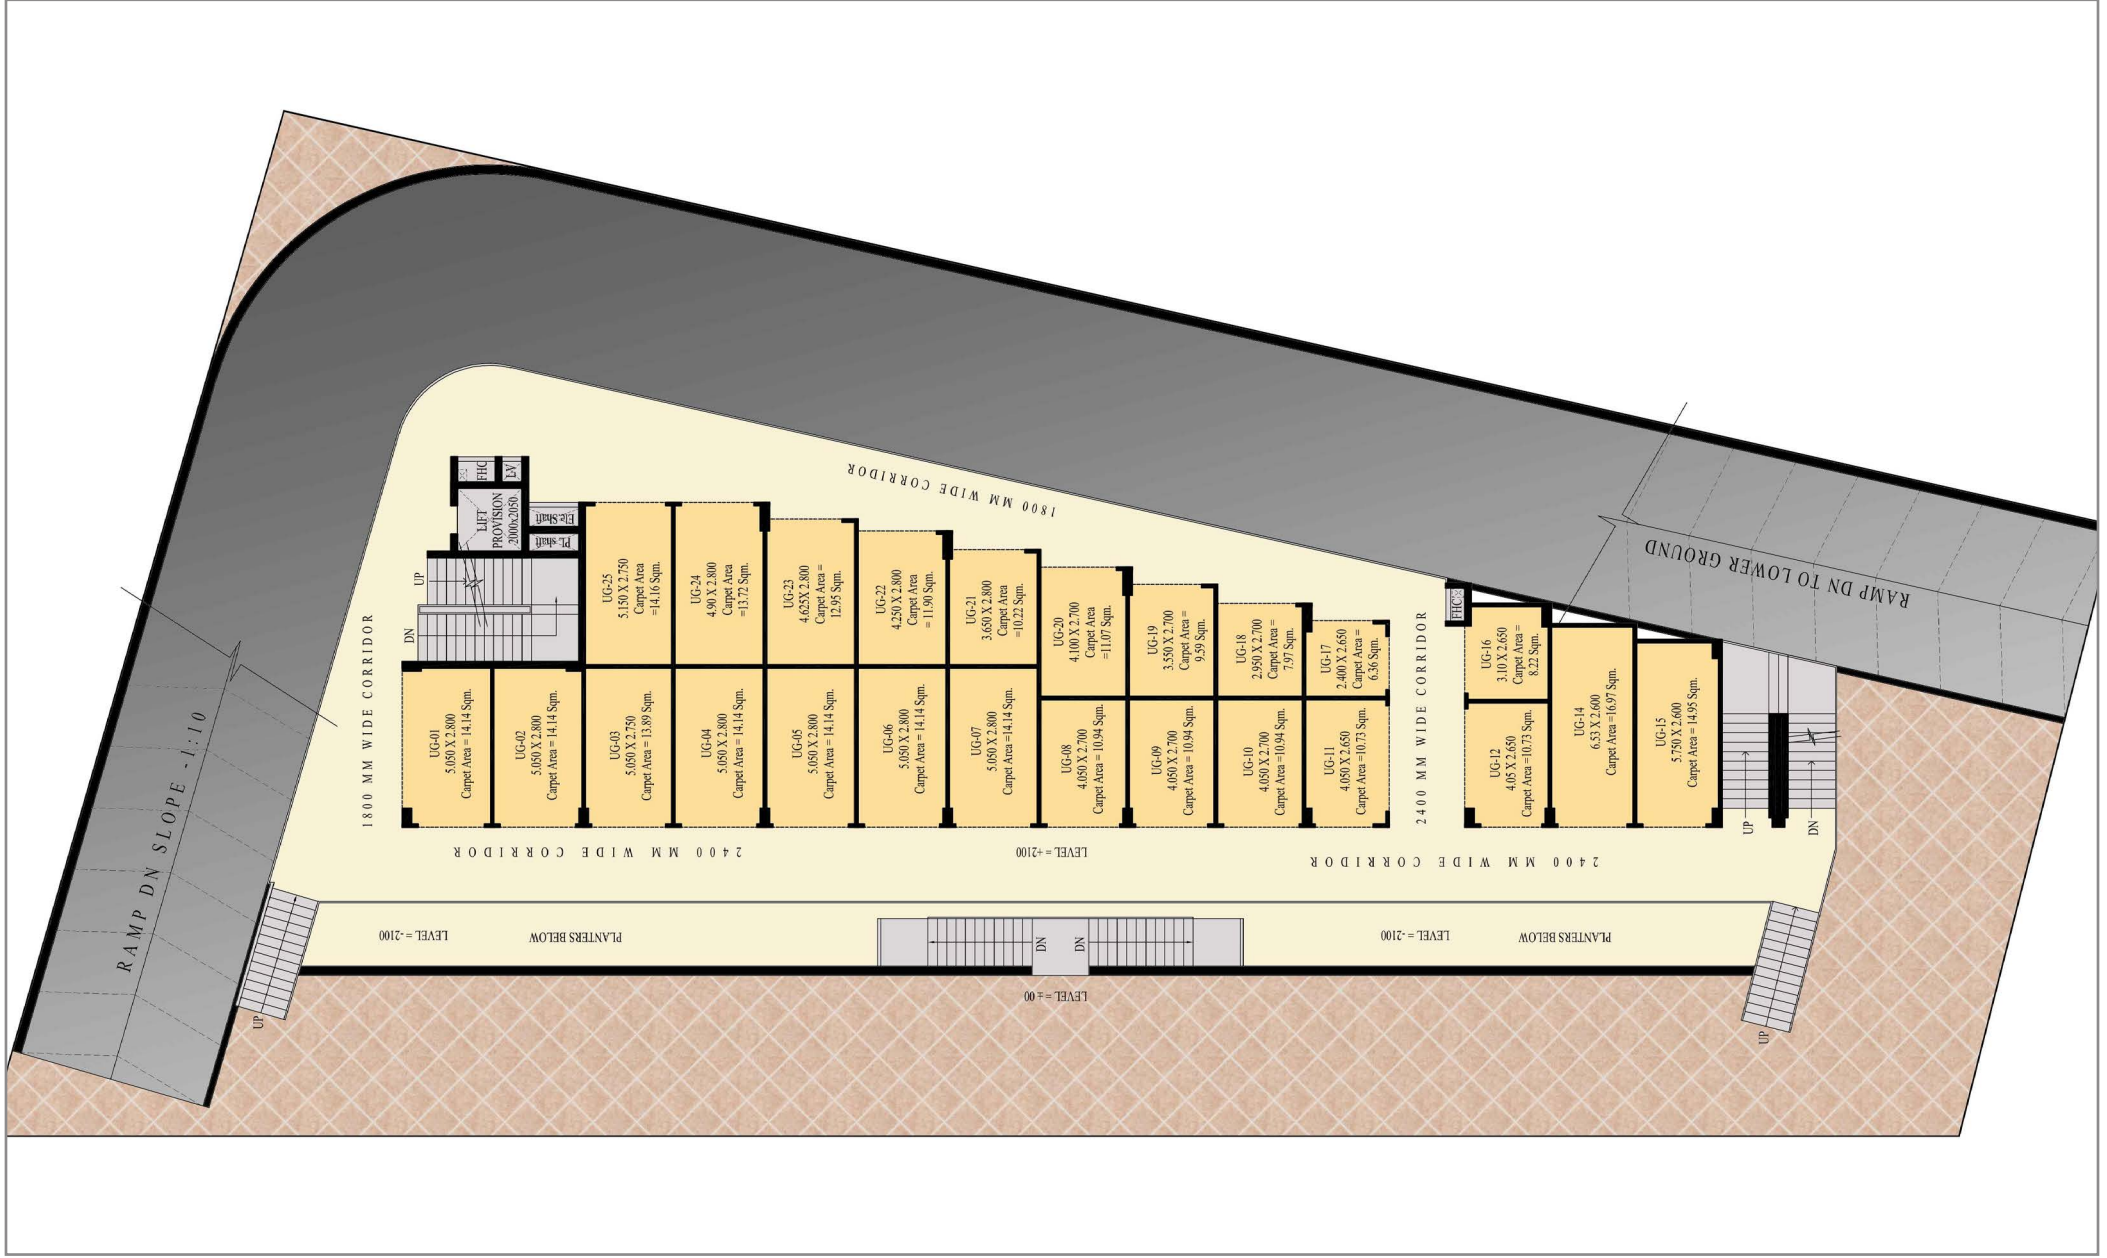 FHC
LV
LIFT
PROVISION
2000x2050
Ele.Shaft
PL. shaft
UP
DN
1800 MM WIDE CORRIDOR
1800 MM WIDE CORRIDOR
RAMP DN TO LOWER GROUND
RAMP DN SLOPE -1:10
UG-25
5.150 X 2.750
Carpet Area
=14.16 Sqm.
UG-24
4.90 X 2.800
Carpet Area
=13.72 Sqm.
UG-23
4.625X 2.800
Carpet Area =
12.95 Sqm.
UG-22
4.250 X 2.800
Carpet Area
= 11.90 Sqm.
UG-21
3.650 X 2.800
Carpet Area
=10.22 Sqm.
UG-20
4.100 X 2.700
Carpet Area
=11.07 Sqm.
UG-19
3.550 X 2.700
Carpet Area =
9.59 Sqm.
UG-18
2.950 X 2.700
Carpet Area =
7.97 Sqm.
UG-17
2.400 X 2.650
Carpet Area =
6.36 Sqm.
2400 MM WIDE CORRIDOR
FHC
UG-16
3.10 X 2.650
Carpet Area =
8.22 Sqm.
UG-01
5.050 X 2.800
Carpet Area = 14.14 Sqm.
UG-02
5.050 X 2.800
Carpet Area = 14.14 Sqm.
UG-03
5.050 X 2.750
Carpet Area = 13.89 Sqm.
UG-04
5.050 X 2.800
Carpet Area = 14.14 Sqm.
UG-05
5.050 X 2.800
Carpet Area = 14.14 Sqm.
UG-06
5.050 X 2.800
Carpet Area = 14.14 Sqm.
UG-07
5.050 X 2.800
Carpet Area =14.14 Sqm.
UG-08
4.050 X 2.700
Carpet Area = 10.94 Sqm.
UG-09
4.050 X 2.700
Carpet Area = 10.94 Sqm.
UG-10
4.050 X 2.700
Carpet Area =10.94 Sqm.
UG-11
4.050 X 2.650
Carpet Area =10.73 Sqm.
UG-12
4.05 X 2.650
Carpet Area =10.73 Sqm.
UG-14
6.53 X 2.600
Carpet Area =16.97 Sqm.
UG-15
5.750 X 2.600
Carpet Area = 14.95 Sqm.
UP
DN
2400 MM WIDE CORRIDOR
LEVEL = +2100
2400 MM WIDE CORRIDOR
LEVEL = -2100
PLANTERS BELOW
DN
DN
LEVEL = -2100
PLANTERS BELOW
LEVEL = ± 00
UP
UP